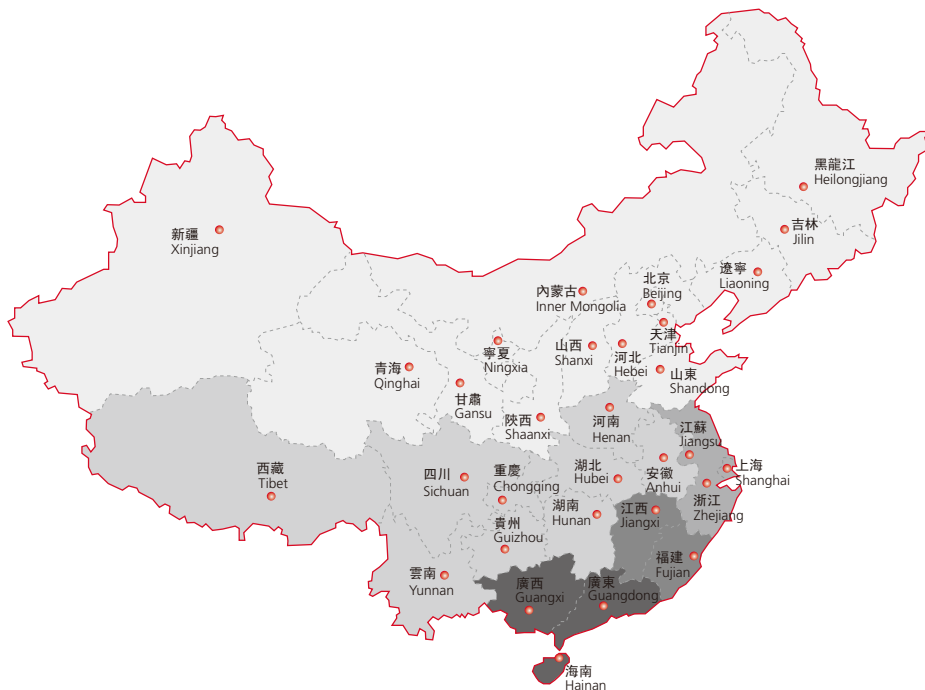 黑龍江
Heilongjiang
吉林
Jilin
新疆
Xinjiang
遼寧
Liaoning
北京
Beijing
內蒙古
Inner Mongolia
天津
Tianjin
山西
Shanxi
河北
Hebei
寧夏
Ningxia
青海
Qinghai
山東
Shandong
甘肅
Gansu
陝西
Shaanxi
河南
Henan
江蘇
Jiangsu
西藏
Tibet
四川
Sichuan
重慶
Chongqing
湖北
Hubei
安徽
Anhui
上海
Shanghai
浙江
Zhejiang
湖南
Hunan
江西
Jiangxi
貴州
Guizhou
福建
Fujian
雲南
Yunnan
廣西
Guangxi
廣東
Guangdong
海南
Hainan